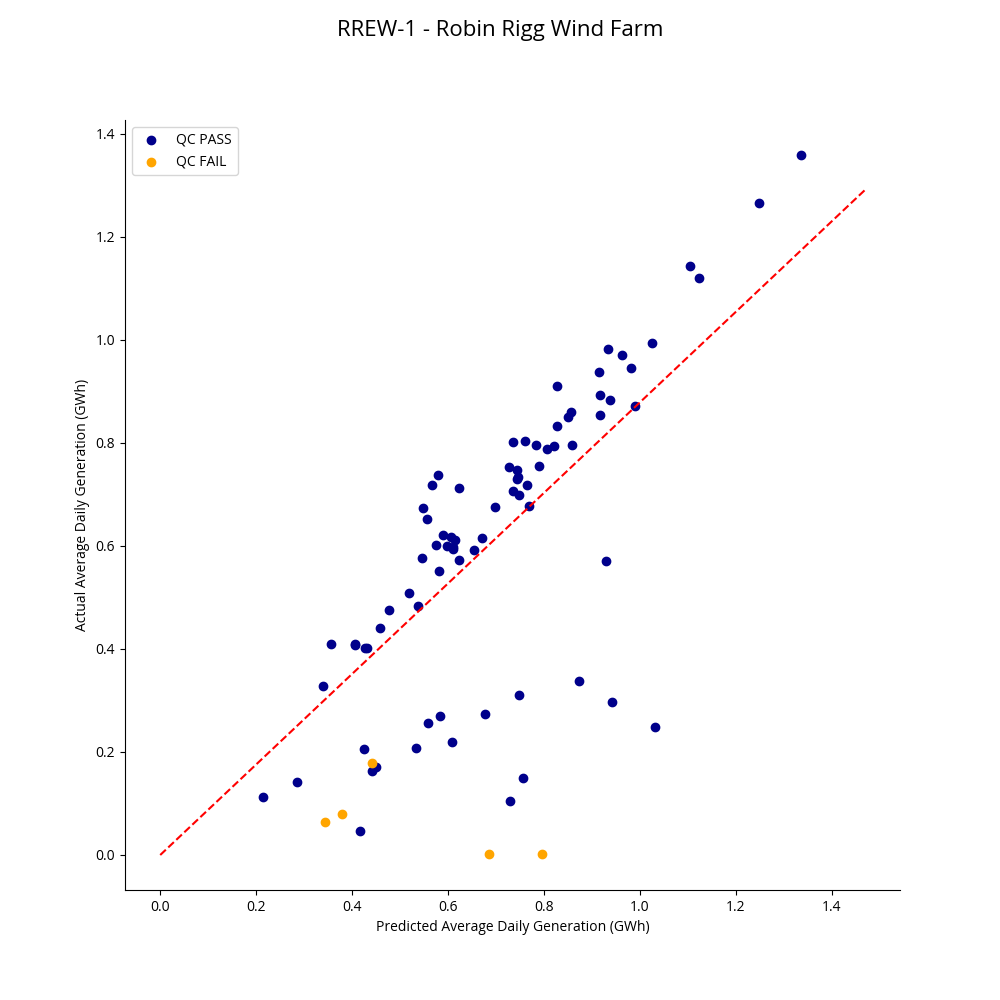 RREW-1 - Robin Rigg Wind Farm
QC PASS
QC FAIL
Actual Average Daily Generation (GWh)
1.4
1.2
1.0
0.8
0.6
0.4
0.2
0.0
0.0 0.2 0.4 0.6 0.8 1.0 1.2 1.4
Predicted Average Daily Generation (GWh)